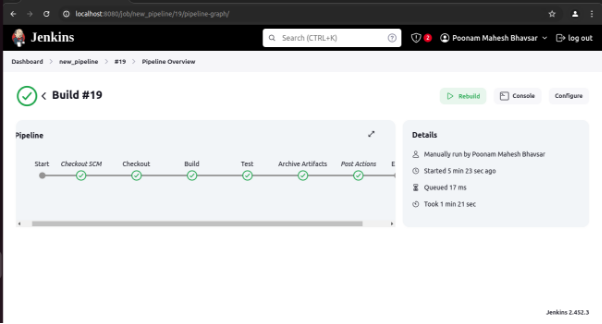 localhost:8080/job/new_pipeline/19/pipeline-graph/
Jenkins
Search (CTRL+K)
2
Poonam Mahesh Bhavsar
log out
Dashboard > new_pipeline > #19 > Pipeline Overview
Build #19
Rebuild
Console
Configure
Pipeline
Start
Checkout SCM
Checkout
Build
Test
Archive Artifacts
Post Actions
E
Details
Manually run by Poonam Mahesh Bhavsar
Started 5 min 23 sec ago
Queued 17 ms
Took 1 min 21 sec
Jenkins 2.452.3